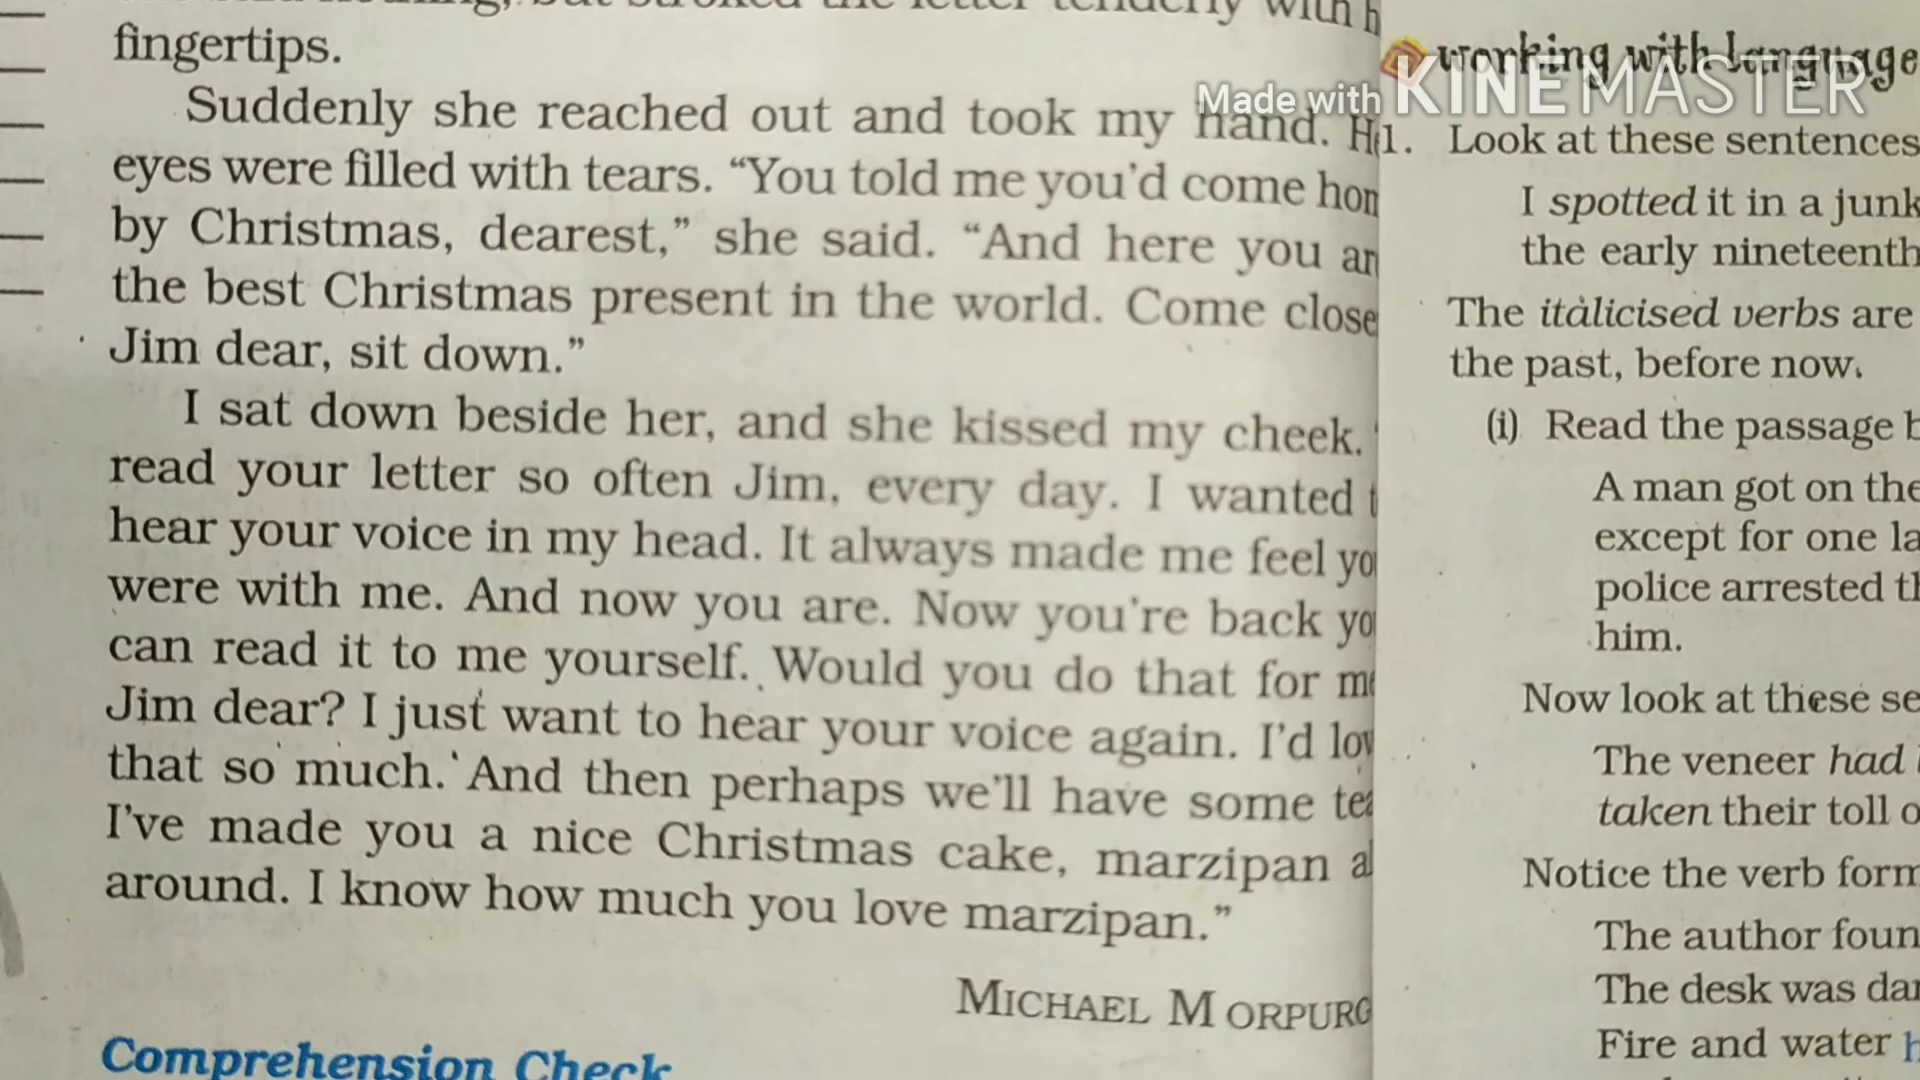 fingertips.
Suddenly she reached out and took my hand.
eyes were filled with tears. “You told me you'd come
by Christmas, dearest,” she said. “And here you
the best Christmas present in the world. Come close
Jim dear, sit down.”
I sat down beside her, and she kissed my cheek.
read your letter so often Jim, every day. I wanted
hear your voice in my head. It always made me feel
were with me. And now you are. Now you're back
can read it to me yourself. Would you do that for
Jim dear? I just want to hear your voice again. I'd
that so much. And then perhaps we'll have some
I've made you a nice Christmas cake, marzipan
around. I know how much you love marzipan.”
MICHAEL MORPURG
Comprehension Check
working with language
Made with KINEMASTER
1. Look at these sentences
I spotted it in a junk
the early nineteenth
The italicised verbs are
the past, before now.
(i) Read the passage
A man got on the
except for one
police arrested
him.
Now look at these
The veneer had
taken their toll
Notice the verb form
The author foun
The desk was
Fire and water